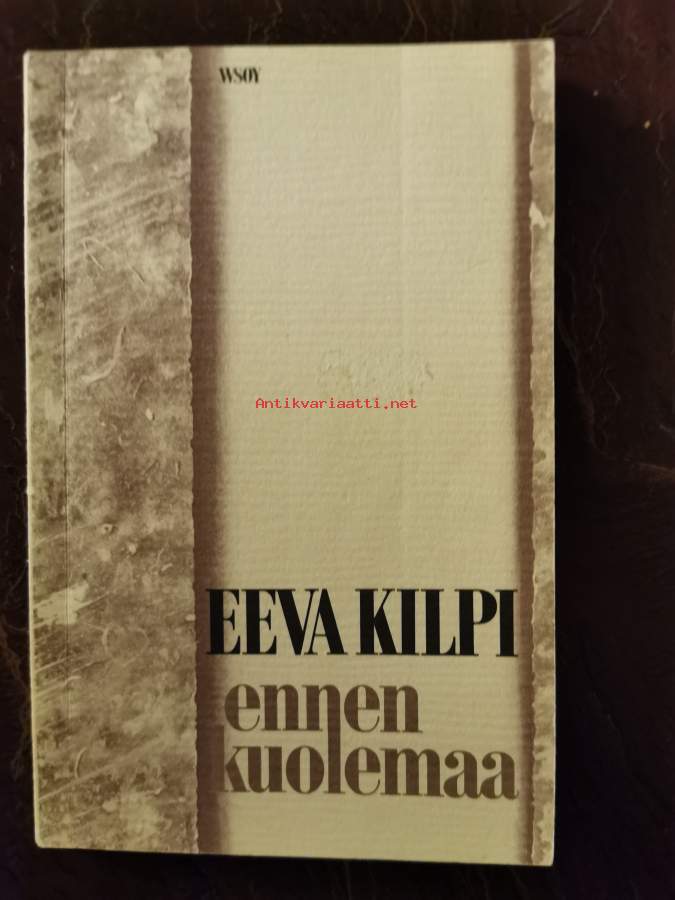 WSOY
Antikvariaatti.net
EEVA KILPI
ennen
kuolemaa